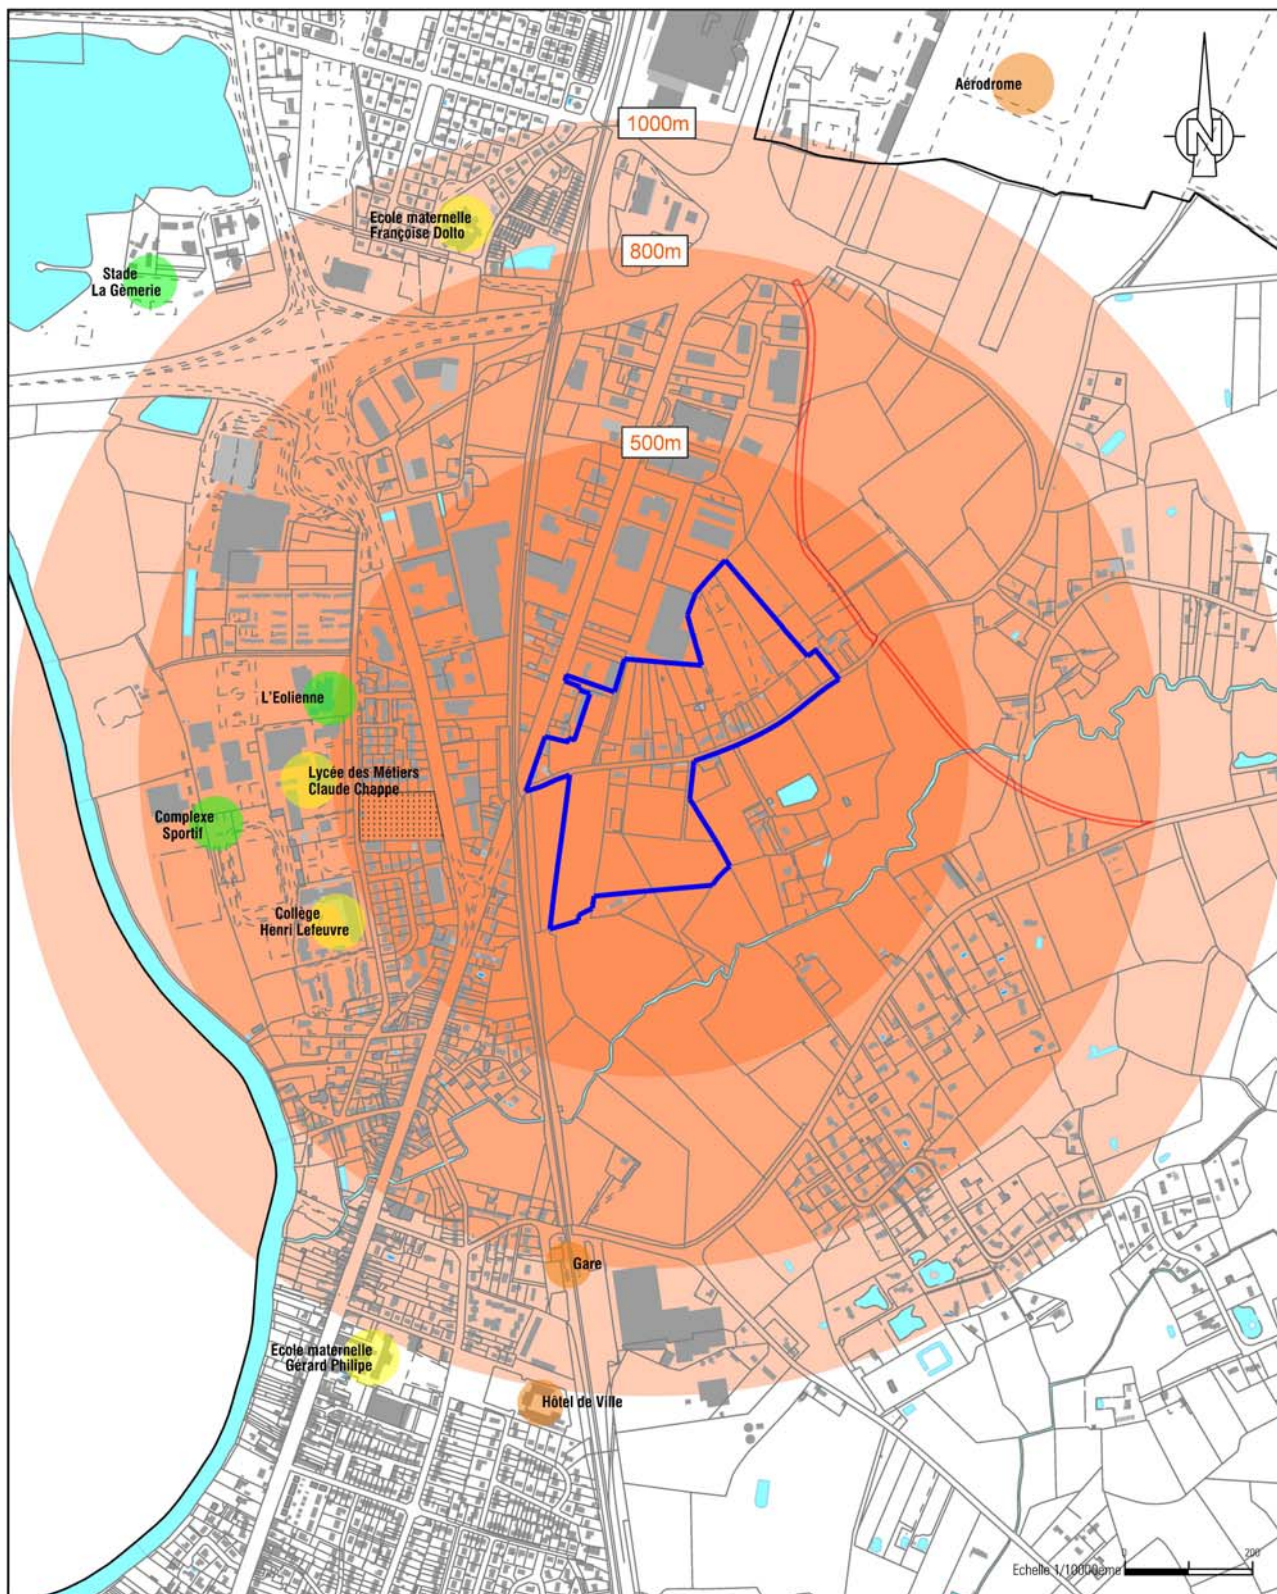 Aérodrome
N
1000m
Ecole maternelle
Françoise Dolto
800m
Stade
La Gèmerie
500m
L'Eolienne
Lycée des Métiers
Claude Chappe
Complexe
Sportif
Collège
Henri Lefeuvre
Gare
Ecole maternelle
Gérard Philipe
Hôtel de Ville
Echelle 1/10000ème
0 200